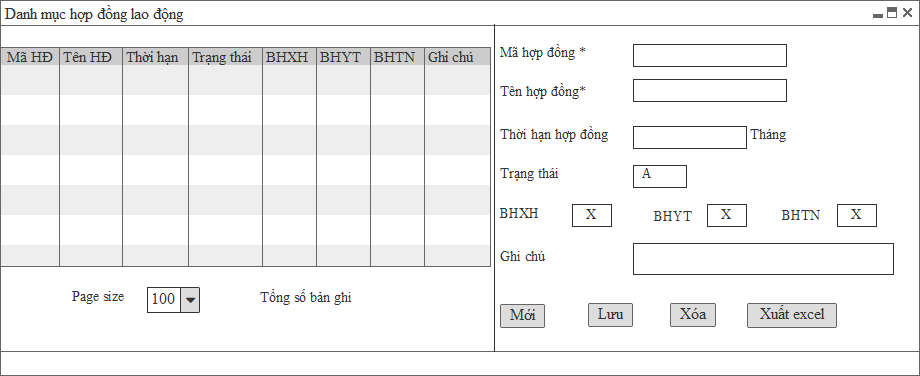 Danh mục hợp đồng lao động
Mã HĐ Tên HĐ Thời hạn Trạng thái BHXH BHYT BHTN Ghi chú
Mã hợp đồng *
Tên hợp đồng*
Thời hạn hợp đồng Tháng
Trạng thái A
BHXH X BHYT X BHTN X
Ghi chú
Page size 100 Tổng số bản ghi
Mới Lưu Xóa Xuất excel